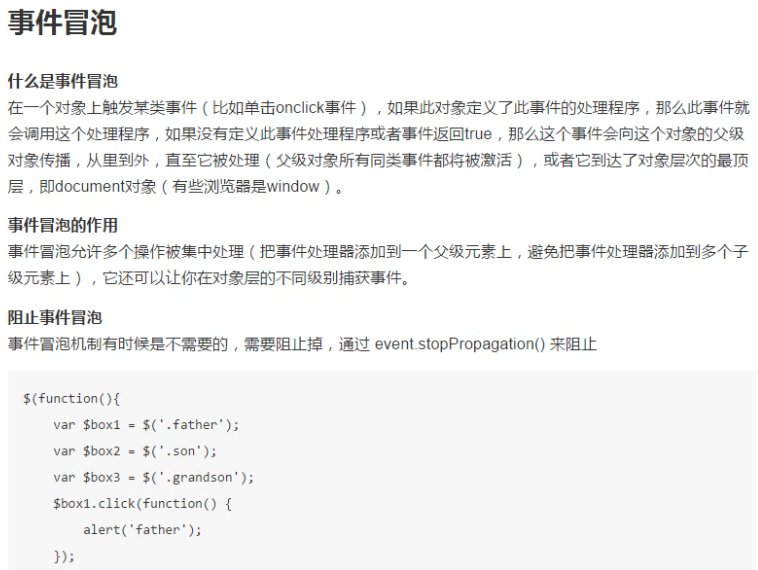 事件冒泡
什么是事件冒泡
在一个对象上触发某类事件（比如单击onclick事件），如果此对象定义了此事件的处理程序，那么此事件就
会调用这个处理程序，如果没有定义此事件处理程序或者事件返回true，那么这个事件会向这个对象的父级
对象传播，从里到外，直至它被处理（父级对象所有同类事件都将被激活），或者它到达了对象层次的最顶
层，即document对象（有些浏览器是window）。
事件冒泡的作用
事件冒泡允许多个操作被集中处理（把事件处理器添加到一个父级元素上，避免把事件处理器添加到多个子
级元素上），它还可以让你在对象层的不同级别捕获事件。
阻止事件冒泡
事件冒泡机制有时候是不需要的，需要阻止掉，通过 event.stopPropagation() 来阻止
$(function(){
    var $box1 = $('.father');
    var $box2 = $('.son');
    var $box3 = $('.grandson');
    $box1.click(function() {
        alert('father');
    });